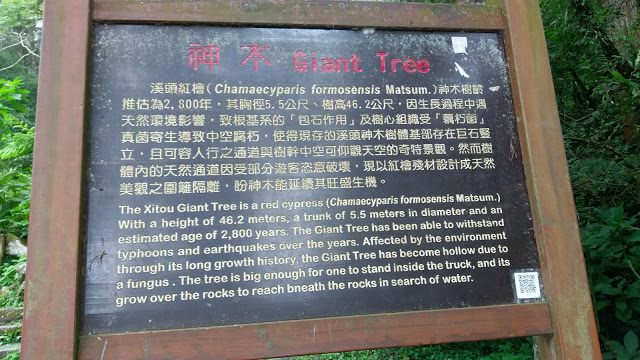 神木 Giant Tree
溪頭紅檜(Chamaecyparis formosensis Matsum.)神木樹齡
推估為2,800年,其胸徑5.5公尺、樹高46.2公尺,因生長過程中遇
天然環境影響,致根基系的「包石作用」及樹心組織受「藕朽菌」
真菌寄生導致中空腐朽,使得現存的溪頭神木樹體基部存在巨石豎
立,且可容人行之通道與樹幹中空可仰觀天空的奇特景觀。然而樹
體內的天然通道因受部分遊客恣意破壞,現以紅檜殘材設計成天然
美觀之圍籬隔離,盼神木能延續其旺盛生機。
The Xitou Giant Tree is a red cypress (Chamaecyparis formosensis Matsum.)
With a height of 46.2 meters, a trunk of 5.5 meters in diameter and an
estimated age of 2,800 years. The Giant Tree has been able to withstand
typhoons and earthquakes over the years. Affected by the environment
through its long growth history, the Giant Tree has become hollow due to
a fungus . The tree is big enough for one to stand inside the truck, and its
grow over the rocks to reach bneath the rocks in search of water.